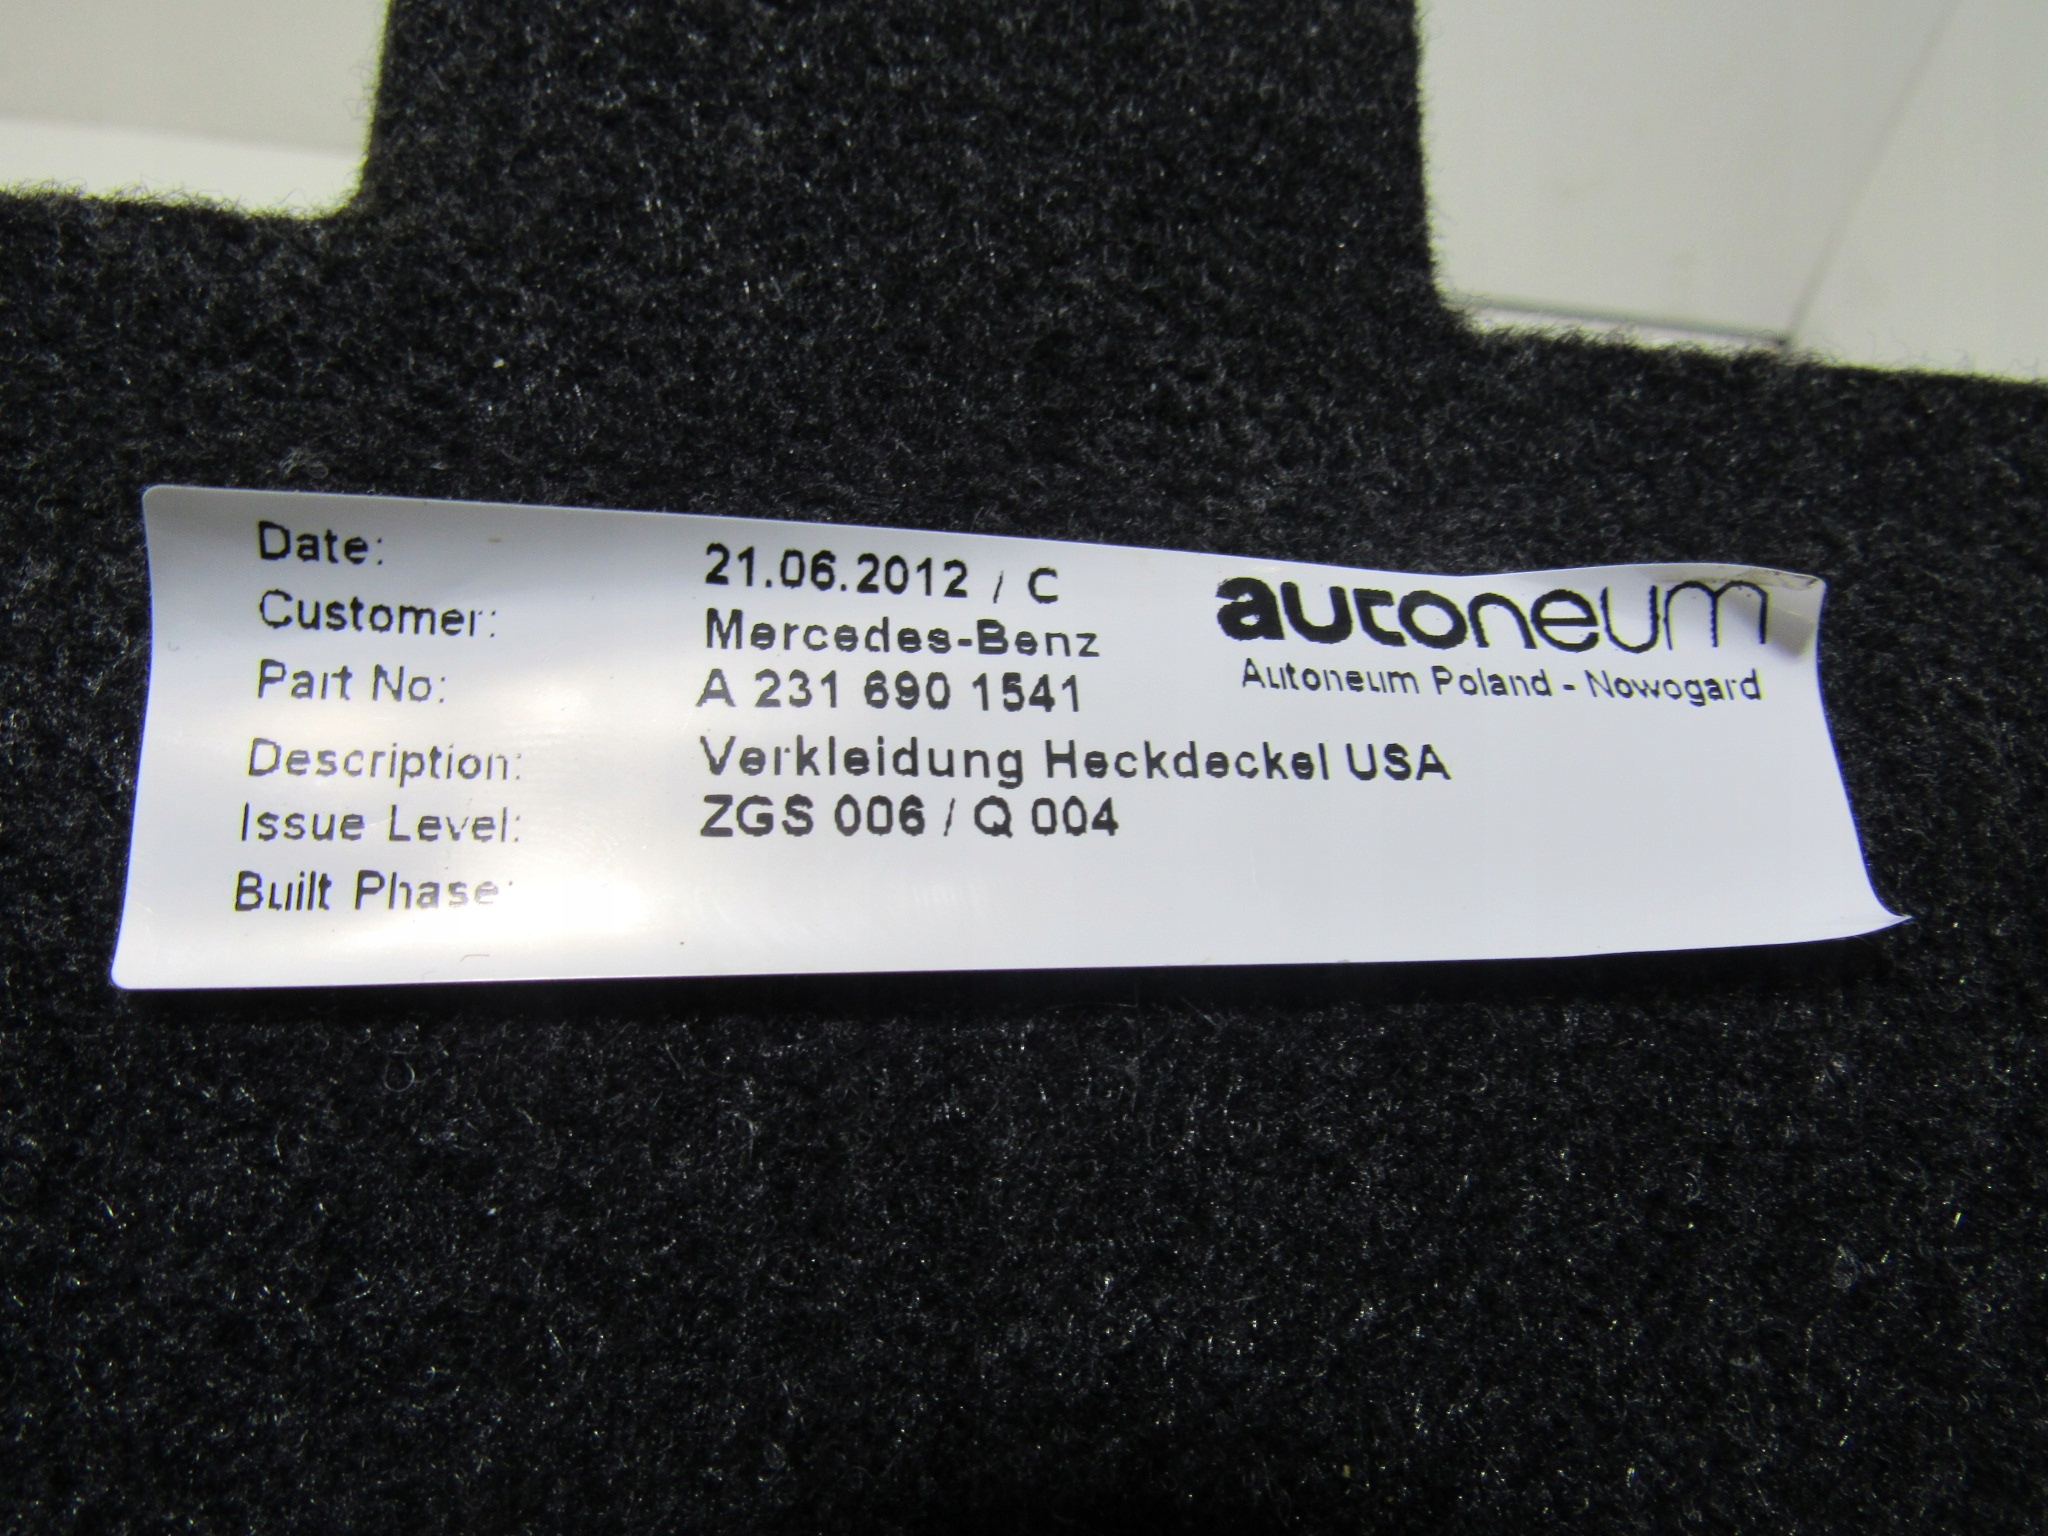 Date: 21.06.2012 / C
Customer: Mercedes-Benz
Part No: A 231 690 1541
Description: Verkleidung Heckdeckel USA
Issue Level: ZGS 006 / Q 004
Built Phase:
autoneum
Autoneum Poland - Nowogard